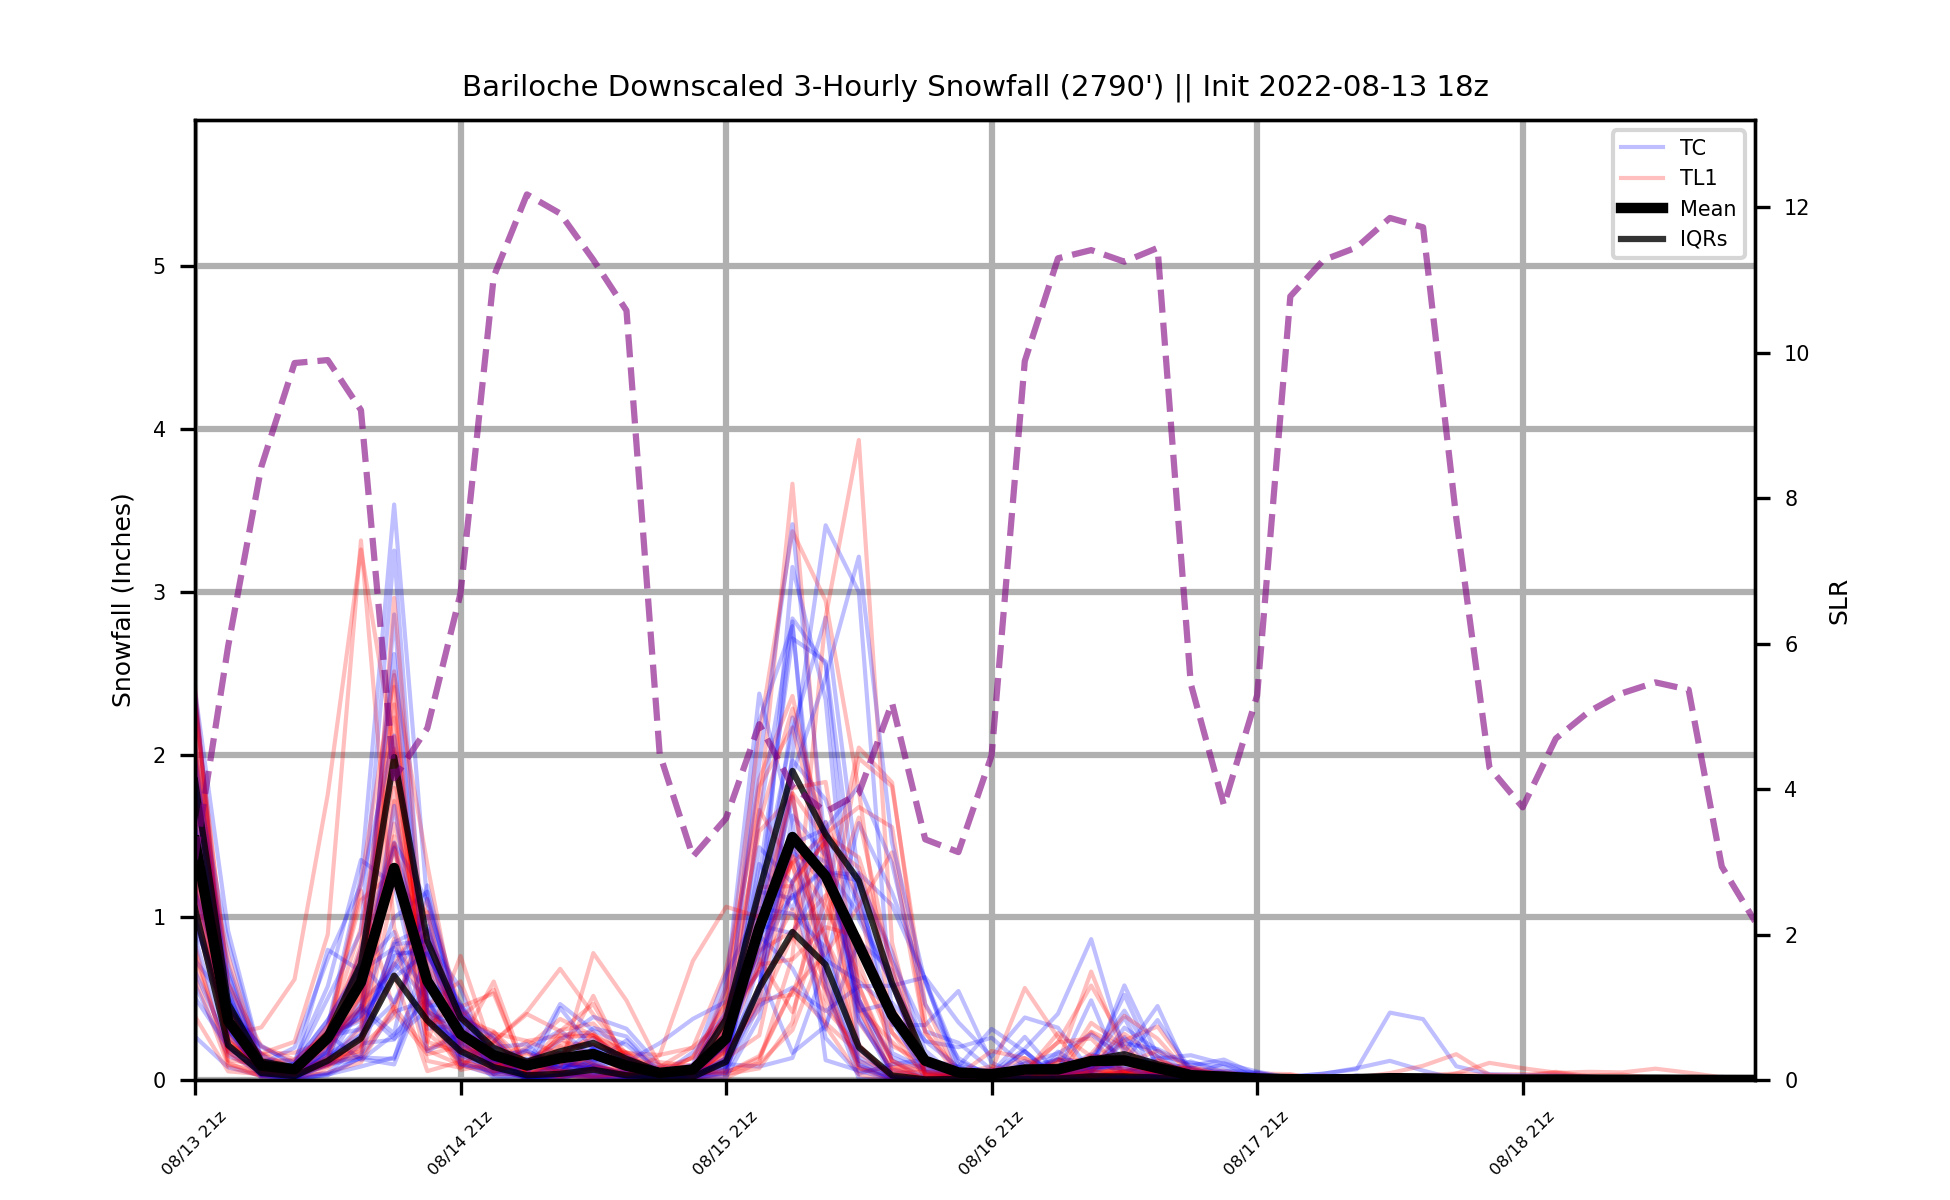 Bariloche Downscaled 3-Hourly Snowfall (2790') || Init 2022-08-13 18z
TC
TL1
Mean
IQRs
Snowfall (Inches)
5
4
3
2
1
0
SLR
12
10
8
6
4
2
0
08/13 21z
08/14 21z
08/15 21z
08/16 21z
08/17 21z
08/18 21z